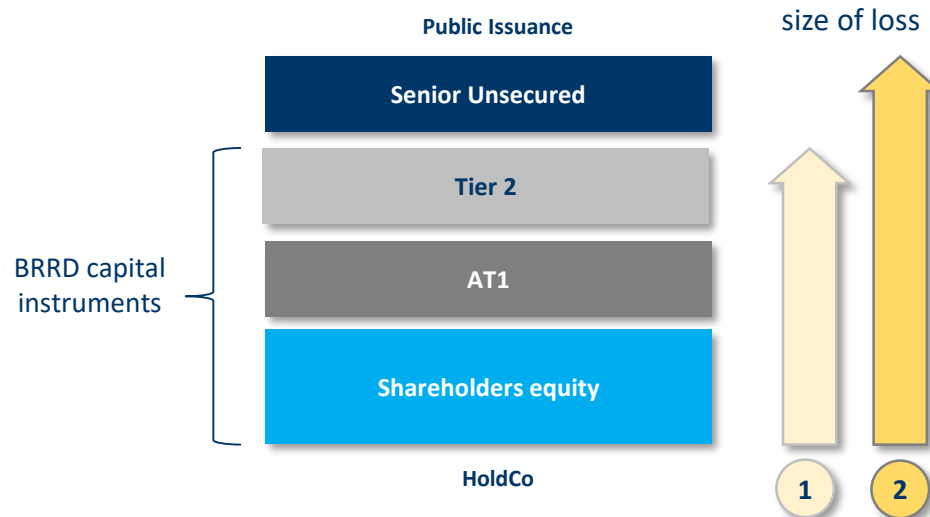 Public Issuance
size of loss
Senior Unsecured
Tier 2
BRRD capital
instruments
AT1
Shareholders equity
HoldCo
1
2